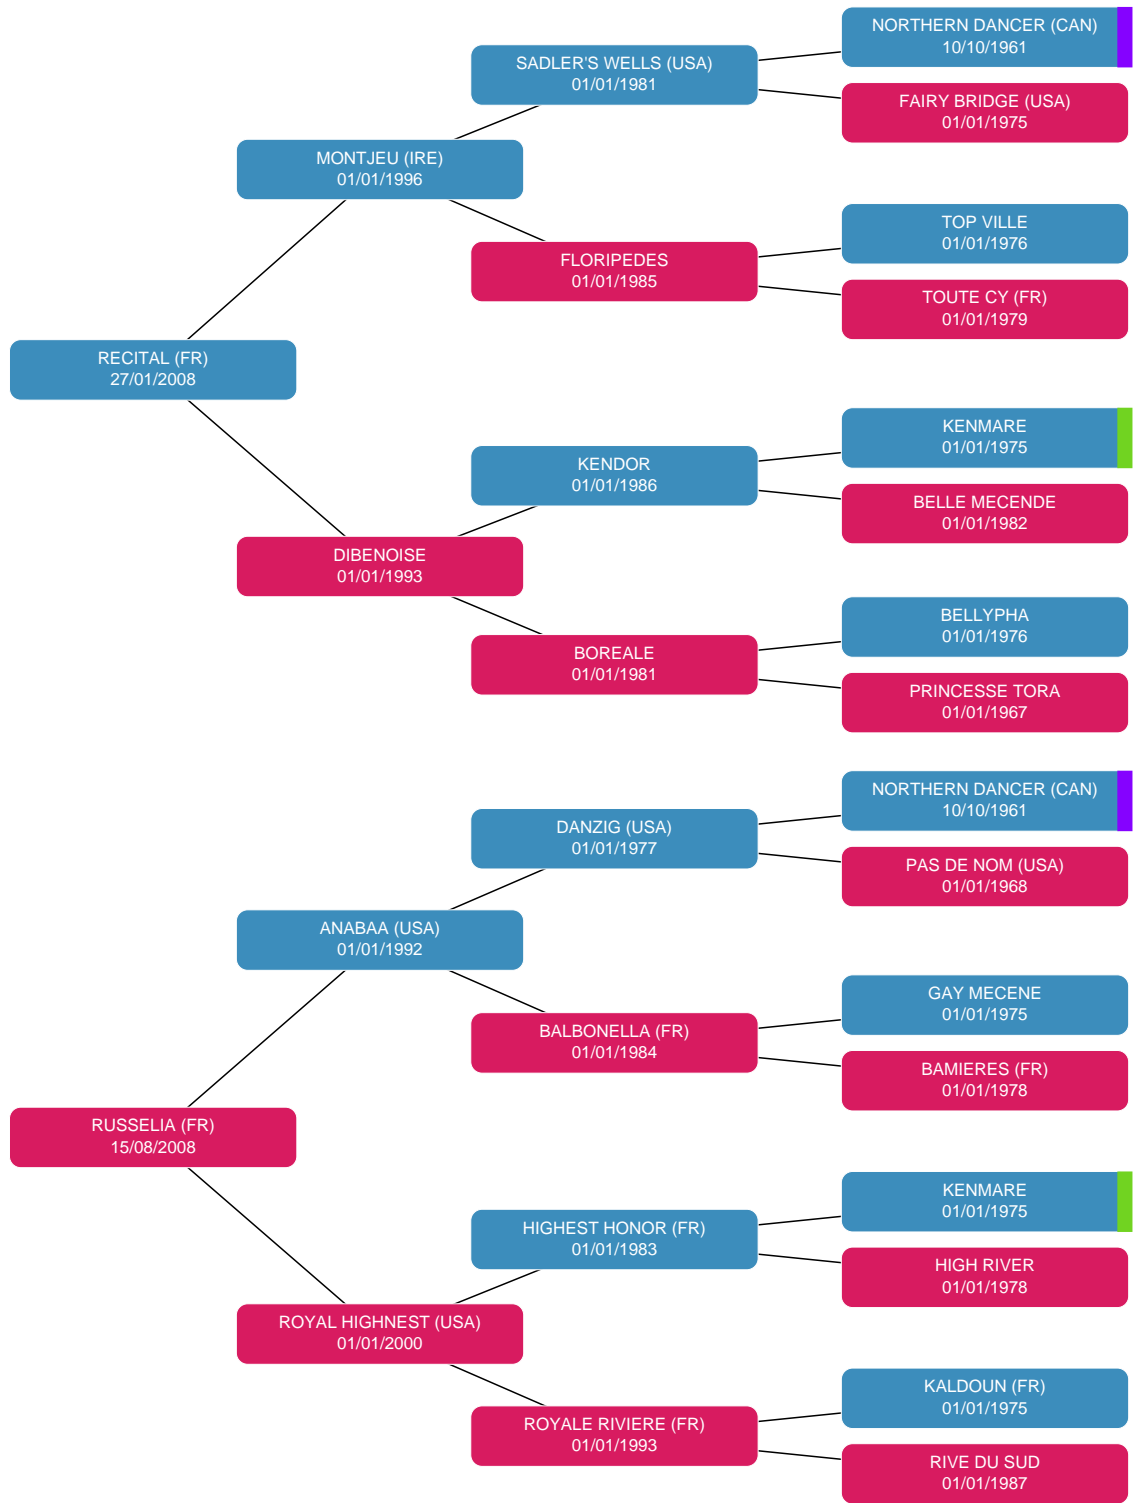 NORTHERN DANCER (CAN)
10/10/1961
SADLER'S WELLS (USA)
01/01/1981
FAIRY BRIDGE (USA)
01/01/1975
MONTJEU (IRE)
01/01/1996
TOP VILLE
01/01/1976
FLORIPEDES
01/01/1985
TOUTE CY (FR)
01/01/1979
RECITAL (FR)
27/01/2008
KENMARE
01/01/1975
KENDOR
01/01/1986
BELLE MECENDE
01/01/1982
DIBENOISE
01/01/1993
BELLYPHA
01/01/1976
BOREALE
01/01/1981
PRINCESSE TORA
01/01/1967
NORTHERN DANCER (CAN)
10/10/1961
DANZIG (USA)
01/01/1977
PAS DE NOM (USA)
01/01/1968
ANABAA (USA)
01/01/1992
GAY MECENE
01/01/1975
BALBONELLA (FR)
01/01/1984
BAMIERES (FR)
01/01/1978
RUSSELIA (FR)
15/08/2008
KENMARE
01/01/1975
HIGHEST HONOR (FR)
01/01/1983
HIGH RIVER
01/01/1978
ROYAL HIGHNEST (USA)
01/01/2000
KALDOUN (FR)
01/01/1975
ROYALE RIVIERE (FR)
01/01/1993
RIVE DU SUD
01/01/1987